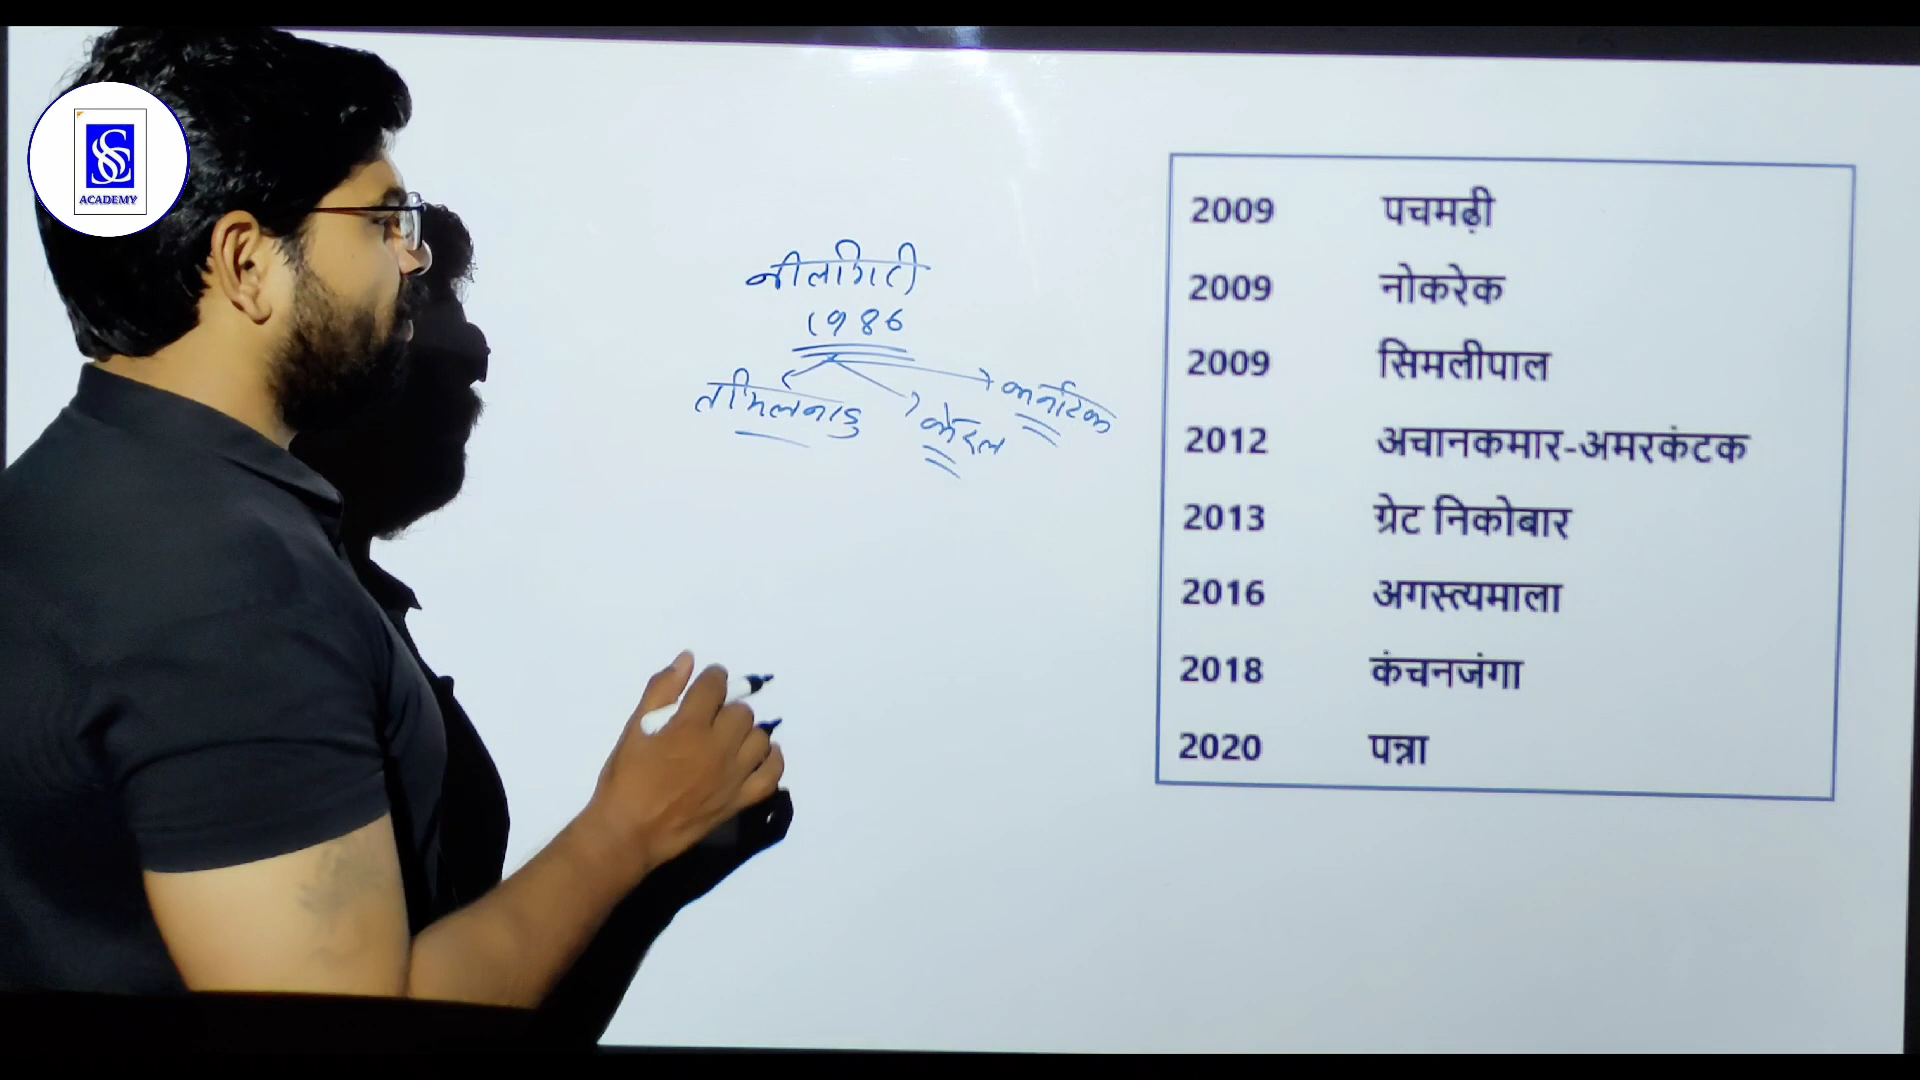 SSC
ACADEMY
नीलगिरी
1986
तमिलनाडु
केरल
कर्नाटक
2009 पचमढ़ी
2009 नोकरेक
2009 सिमलीपाल
2012 अचानकमार-अमरकंटक
2013 ग्रेट निकोबार
2016 अगस्त्यमाला
2018 कंचनजंगा
2020 पन्ना